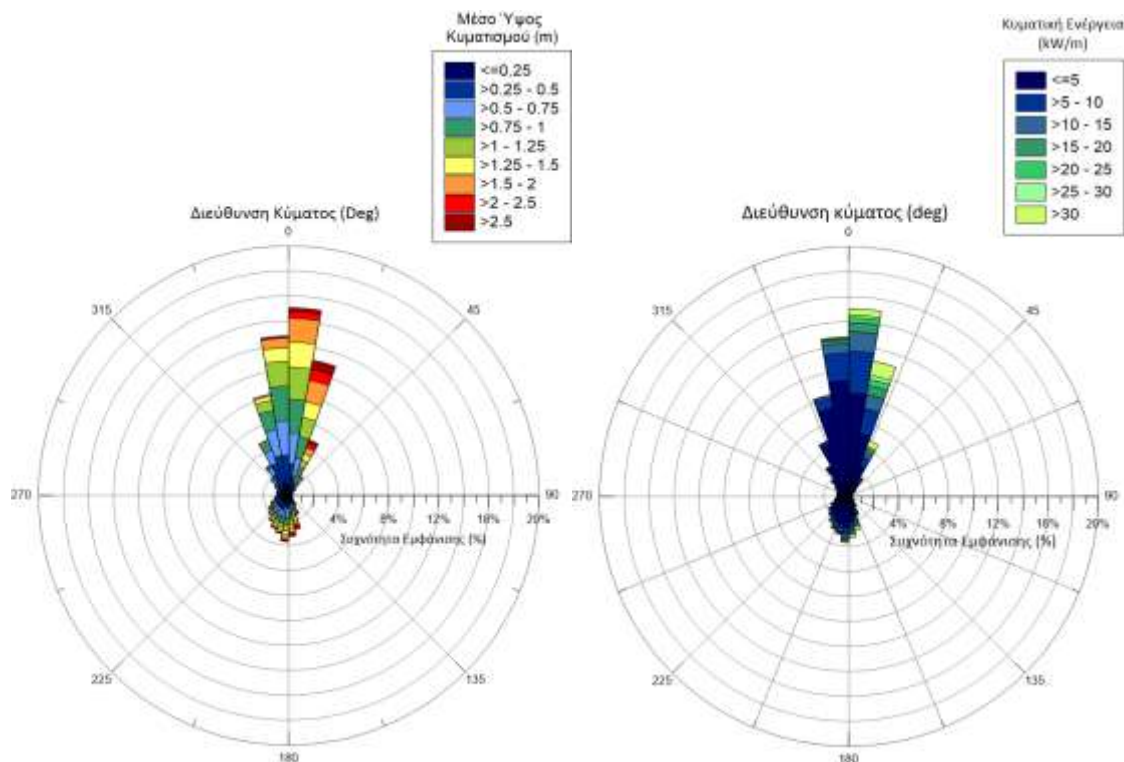 Μέσο Ύψος
Κυματισμού (m)
<=0.25
>0.25 - 0.5
>0.5 - 0.75
>0.75 - 1
>1 - 1.25
>1.25 - 1.5
>1.5 - 2
>2 - 2.5
>2.5
Διεύθυνση Κύματος (Deg)
0
45
90
135
180
225
270
315
4%
8%
12%
16%
20%
Συχνότητα Εμφάνισης (%)
Κυματική Ενέργεια
(kW/m)
<=5
>5 - 10
>10 - 15
>15 - 20
>20 - 25
>25 - 30
>30
Διεύθυνση κύματος (deg)
0
45
90
135
180
225
270
315
4%
8%
12%
16%
20%
Συχνότητα Εμφάνισης (%)